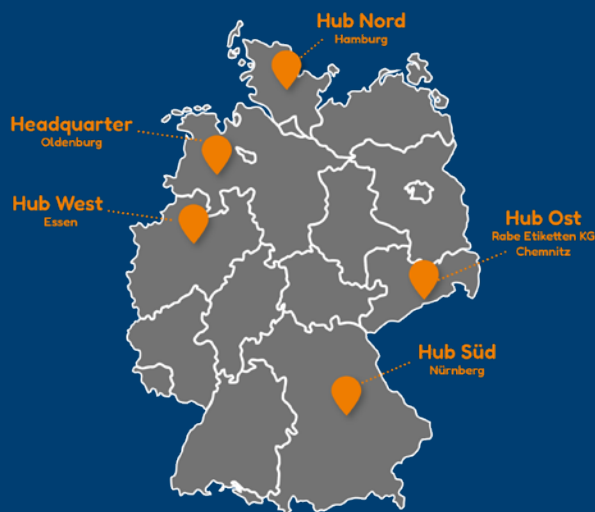 Hub Nord
Hamburg
Headquarter
Oldenburg
Hub West
Essen
Hub Ost
Rabe Etiketten KG
Chemnitz
Hub Süd
Nürnberg